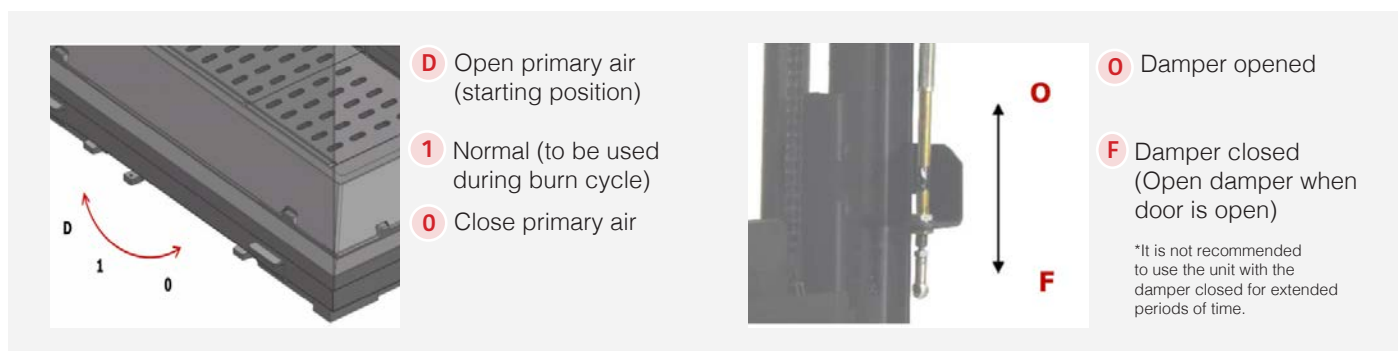 D Open primary air
(starting position)
1 Normal (to be used
during burn cycle)
0 Close primary air
D
1
0
O Damper opened
F Damper closed
(Open damper when
door is open)
*It is not recommended
to use the unit with the
damper closed for extended
periods of time.
O
F